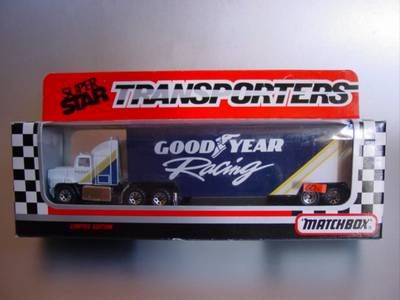 SUPER
STAR
TRANSPORTERS
GOODYEAR
Racing
LIMITED EDITION
MATCHBOX